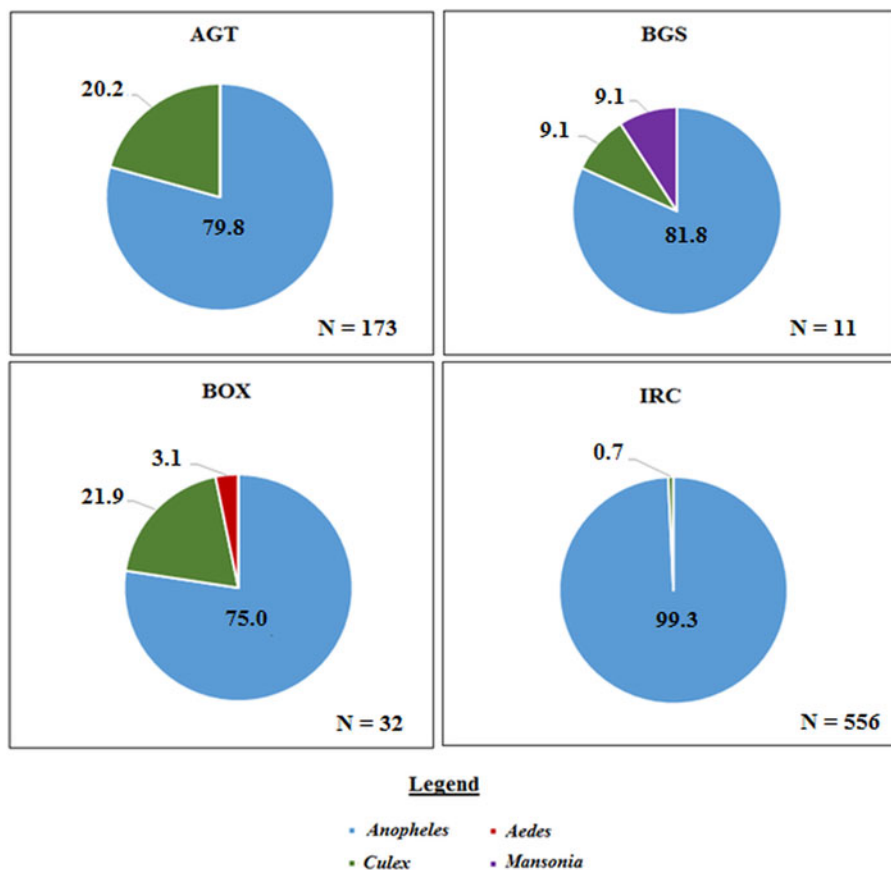 AGT
20.2
79.8
N = 173
BGS
9.1
9.1
81.8
N = 11
BOX
3.1
21.9
75.0
N = 32
IRC
0.7
99.3
N = 556
Legend
Anopheles
Aedes
Culex
Mansonia